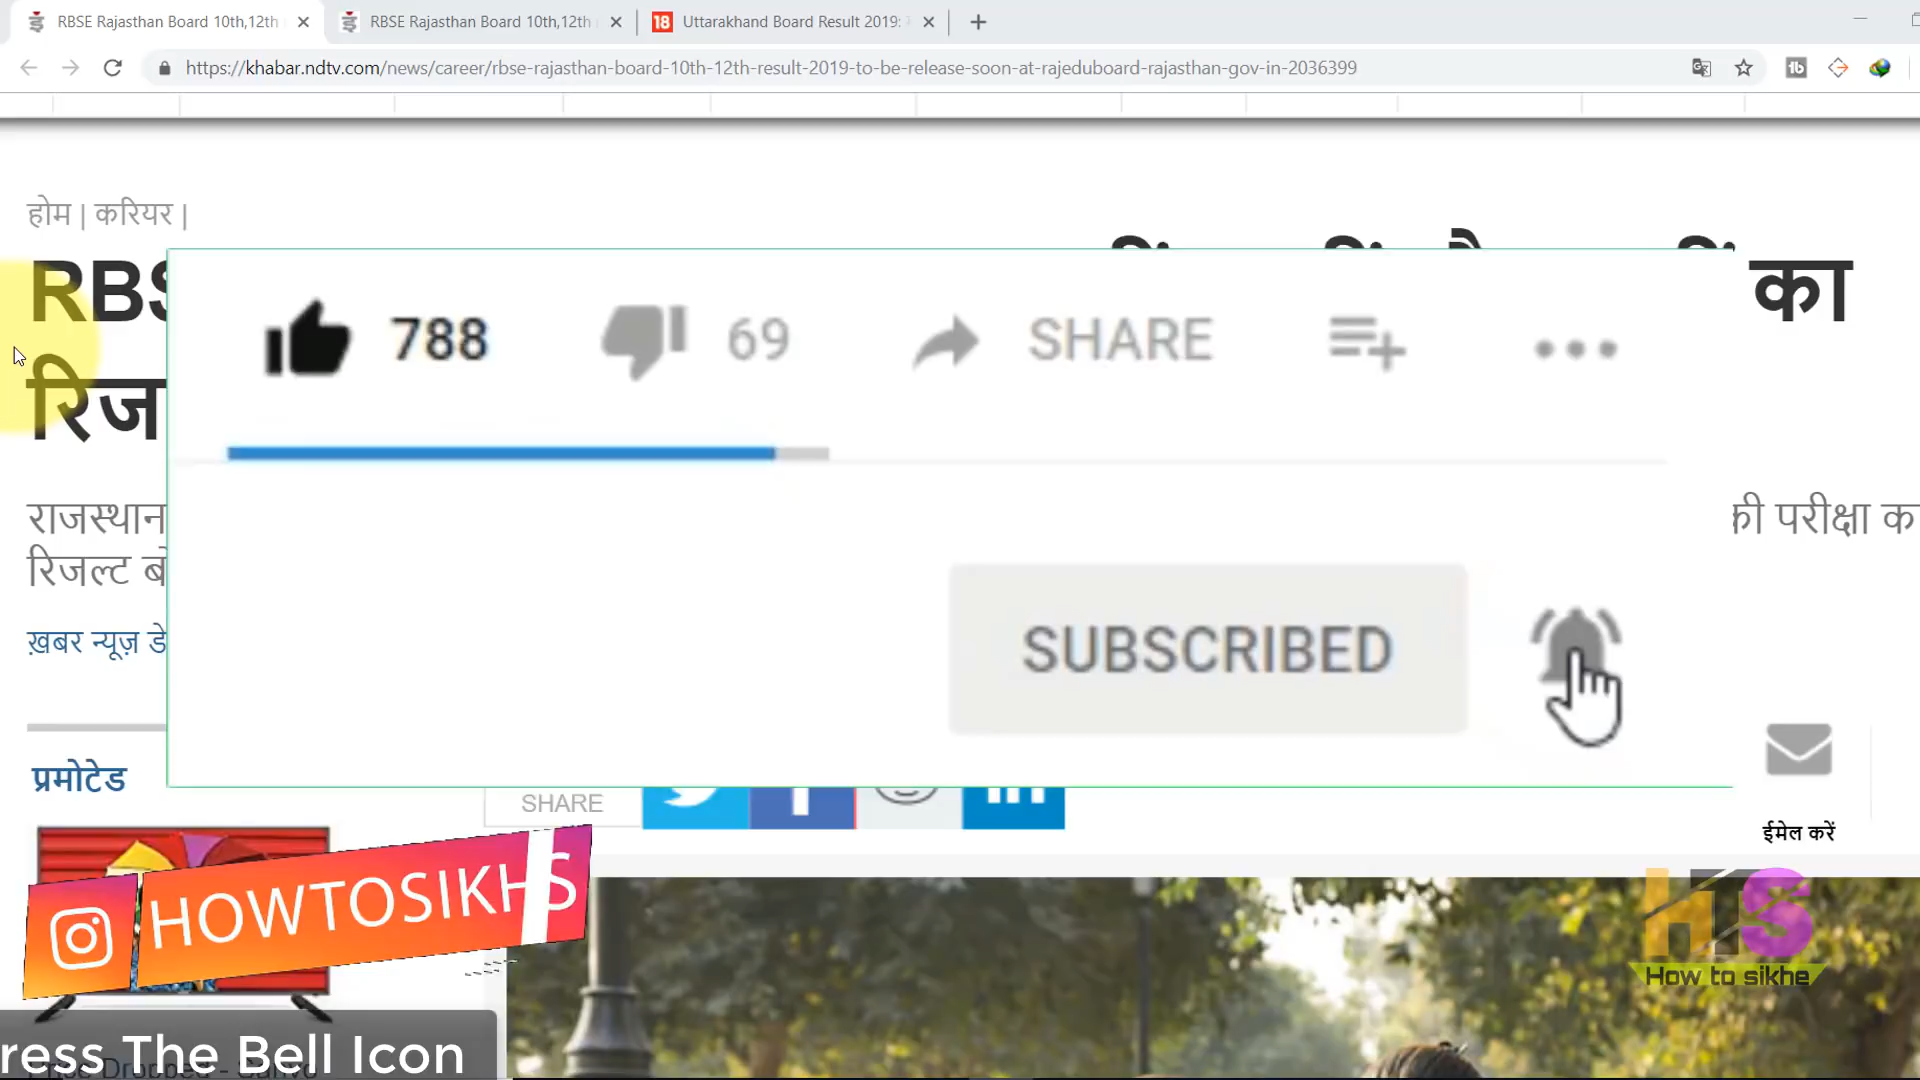 RBSE Rajasthan Board 10th,12th
RBSE Rajasthan Board 10th,12th
18 Uttarakhand Board Result 2019:
https://khabar.ndtv.com/news/career/rbse-rajasthan-board-10th-12th-result-2019-to-be-release-soon-at-rajeduboard-rajasthan-gov-in-2036399
होम | करियर |
RBS का
788 69 SHARE
रिज
राजस्थान की परीक्षा क
रिजल्ट
SUBSCRIBED
ख़बर न्यूज़ डे
प्रमोटेड
SHARE
ईमेल करें
HOWTOSIKHS
HTS
How to sikhe
ress The Bell Icon